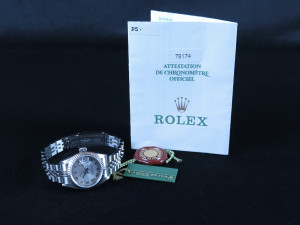 35.-
79174
ATTESTATION
DE CHRONOMÈTRE
OFFICIEL
ROLEX